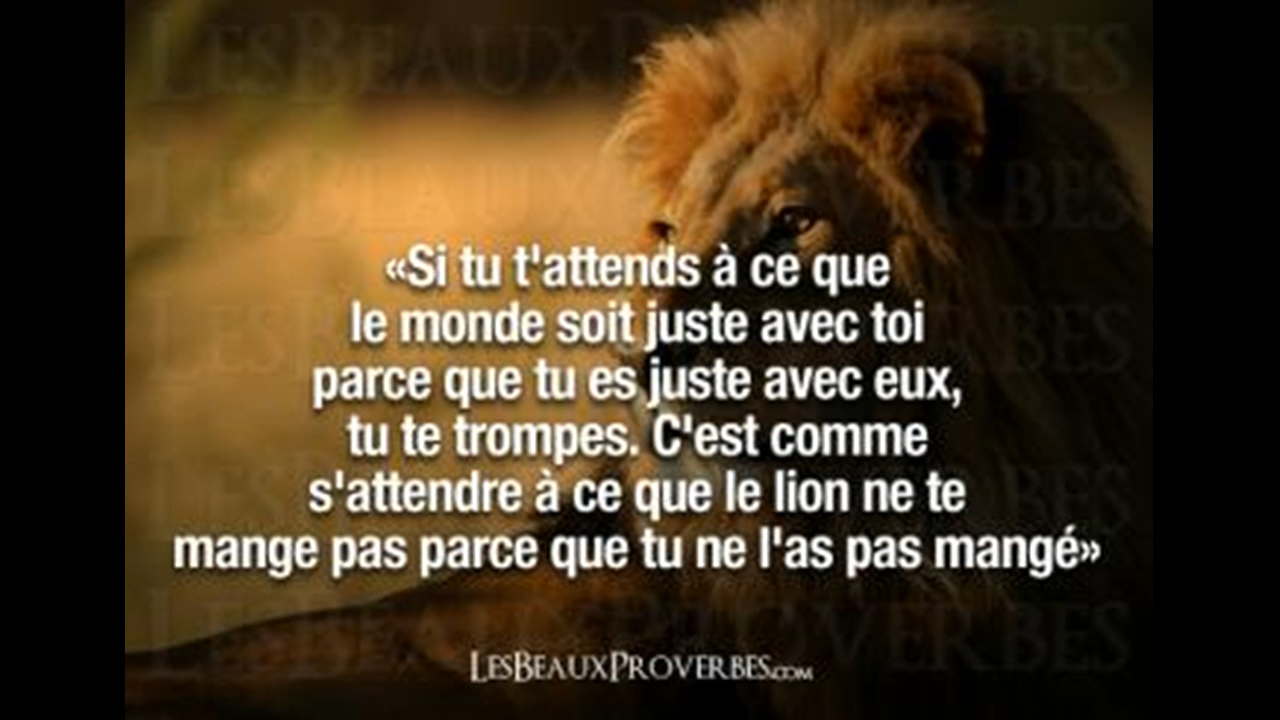 «Si tu t'attends à ce que
le monde soit juste avec toi
parce que tu es juste avec eux,
tu te trompes. C'est comme
s'attendre à ce que le lion ne te
mange pas parce que tu ne l'as pas mangé»
LESBEAUXPROVERBES.COM